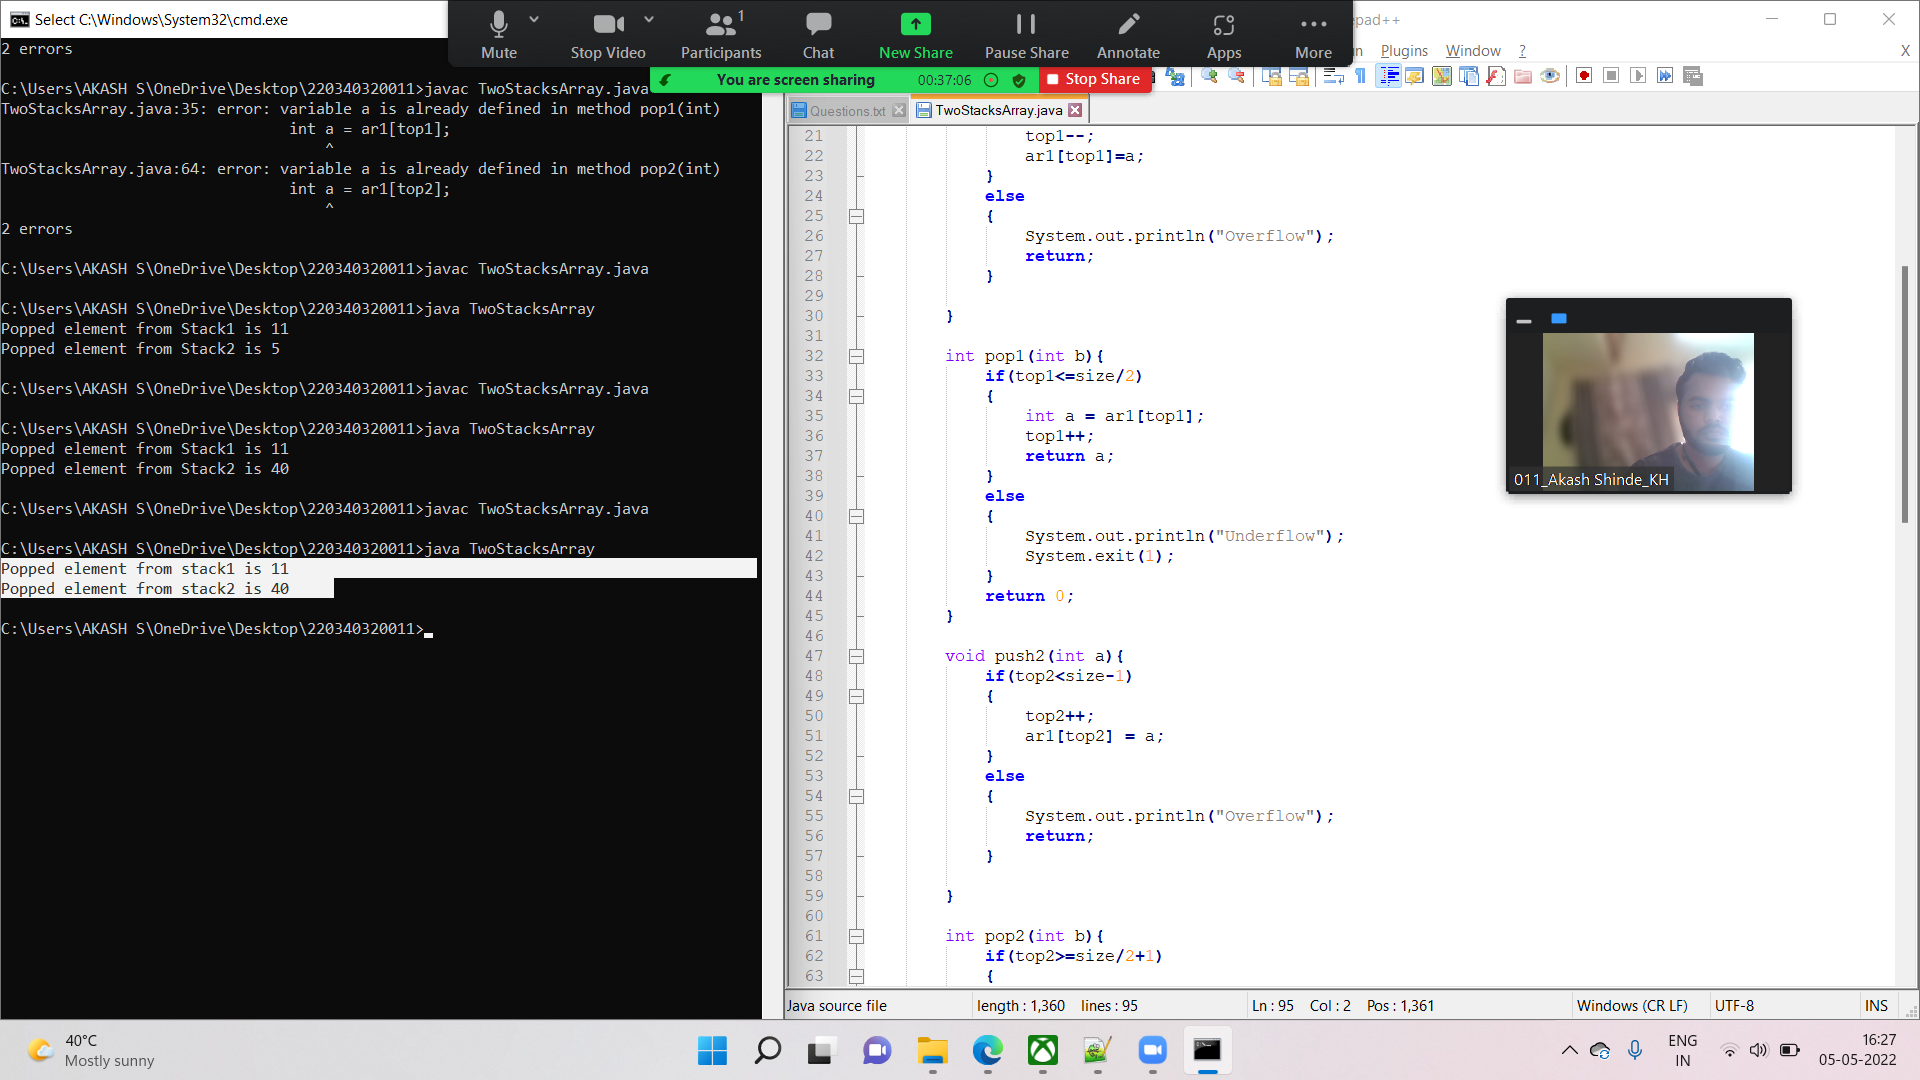 Select C:\Windows\System32\cmd.exe
2 errors
C:\Users\AKASH S\OneDrive\Desktop\220340320011>javac TwoStacksArray.java
TwoStacksArray.java:35: error: variable a is already defined in method pop1(int)
int a = ar1[top1];
^
TwoStacksArray.java:64: error: variable a is already defined in method pop2(int)
int a = ar1[top2];
^
2 errors
C:\Users\AKASH S\OneDrive\Desktop\220340320011>javac TwoStacksArray.java
C:\Users\AKASH S\OneDrive\Desktop\220340320011>java TwoStacksArray
Popped element from Stack1 is 11
Popped element from Stack2 is 5
C:\Users\AKASH S\OneDrive\Desktop\220340320011>javac TwoStacksArray.java
C:\Users\AKASH S\OneDrive\Desktop\220340320011>java TwoStacksArray
Popped element from Stack1 is 11
Popped element from Stack2 is 40
C:\Users\AKASH S\OneDrive\Desktop\220340320011>javac TwoStacksArray.java
C:\Users\AKASH S\OneDrive\Desktop\220340320011>java TwoStacksArray
Popped element from stack1 is 11
Popped element from stack2 is 40
C:\Users\AKASH S\OneDrive\Desktop\220340320011>
1
Mute Stop Video Participants Chat New Share Pause Share Annotate Apps More
You are screen sharing 00:37:06 Stop Share
Plugins Window ? X
Questions.txt TwoStacksArray.java
21 top1--;
22 ar1[top1]=a;
23 }
24 else
25 {
26 System.out.println("Overflow");
27 return;
28 }
29
30 }
31
32 int pop1(int b){
33 if(top1<=size/2)
34 {
35 int a = ar1[top1];
36 top1++;
37 return a;
38 }
39 else
40 {
41 System.out.println("Underflow");
42 System.exit(1);
43 }
44 return 0;
45 }
46
47 void push2(int a){
48 if(top2<size-1)
49 {
50 top2++;
51 ar1[top2] = a;
52 }
53 else
54 {
55 System.out.println("Overflow");
56 return;
57 }
58
59 }
60
61 int pop2(int b){
62 if(top2>=size/2+1)
63 {
011_Akash Shinde_KH
Java source file length : 1,360 lines : 95 Ln : 95 Col : 2 Pos : 1,361 Windows (CR LF) UTF-8 INS
40°C
Mostly sunny
ENG
IN
16:27
05-05-2022